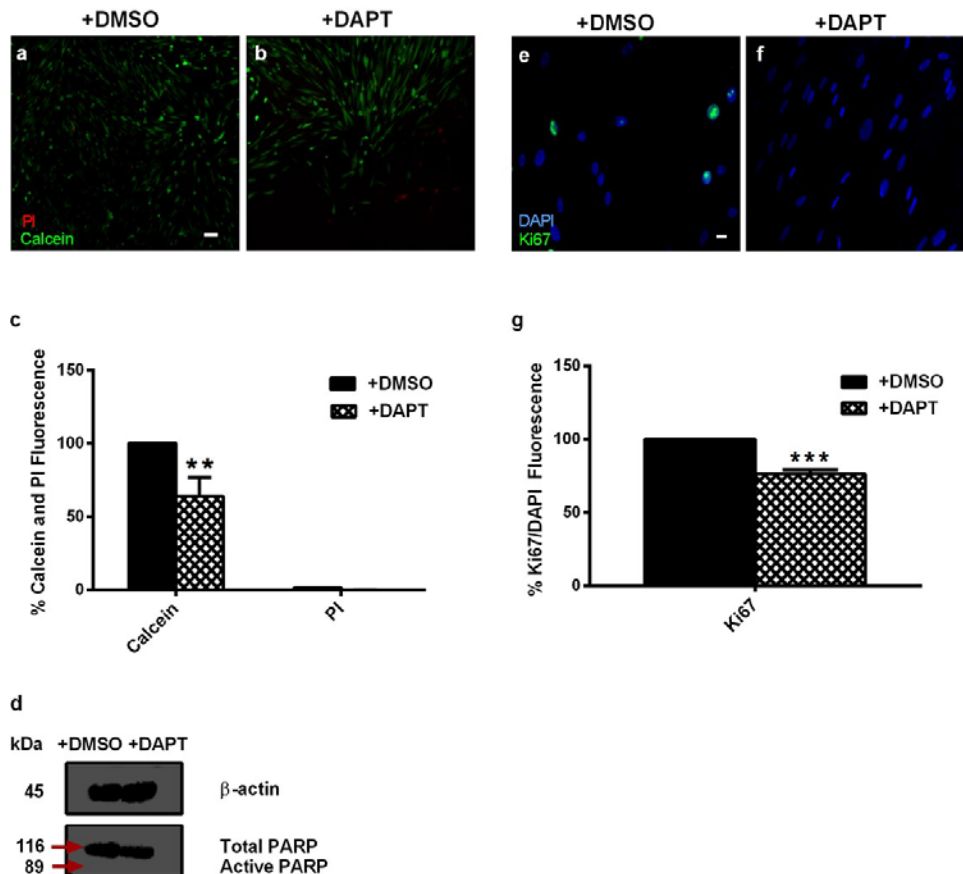 +DMSO +DAPT
a b
PI
Calcein
+DMSO +DAPT
e f
DAPI
Ki67
c
% Calcein and PI Fluorescence
150
100
50
0
**
+DMSO
+DAPT
Calcein PI
g
% Ki67/DAPI Fluorescence
150
100
50
0
***
+DMSO
+DAPT
Ki67
d
kDa +DMSO +DAPT
45 β-actin
116 Total PARP
89 Active PARP